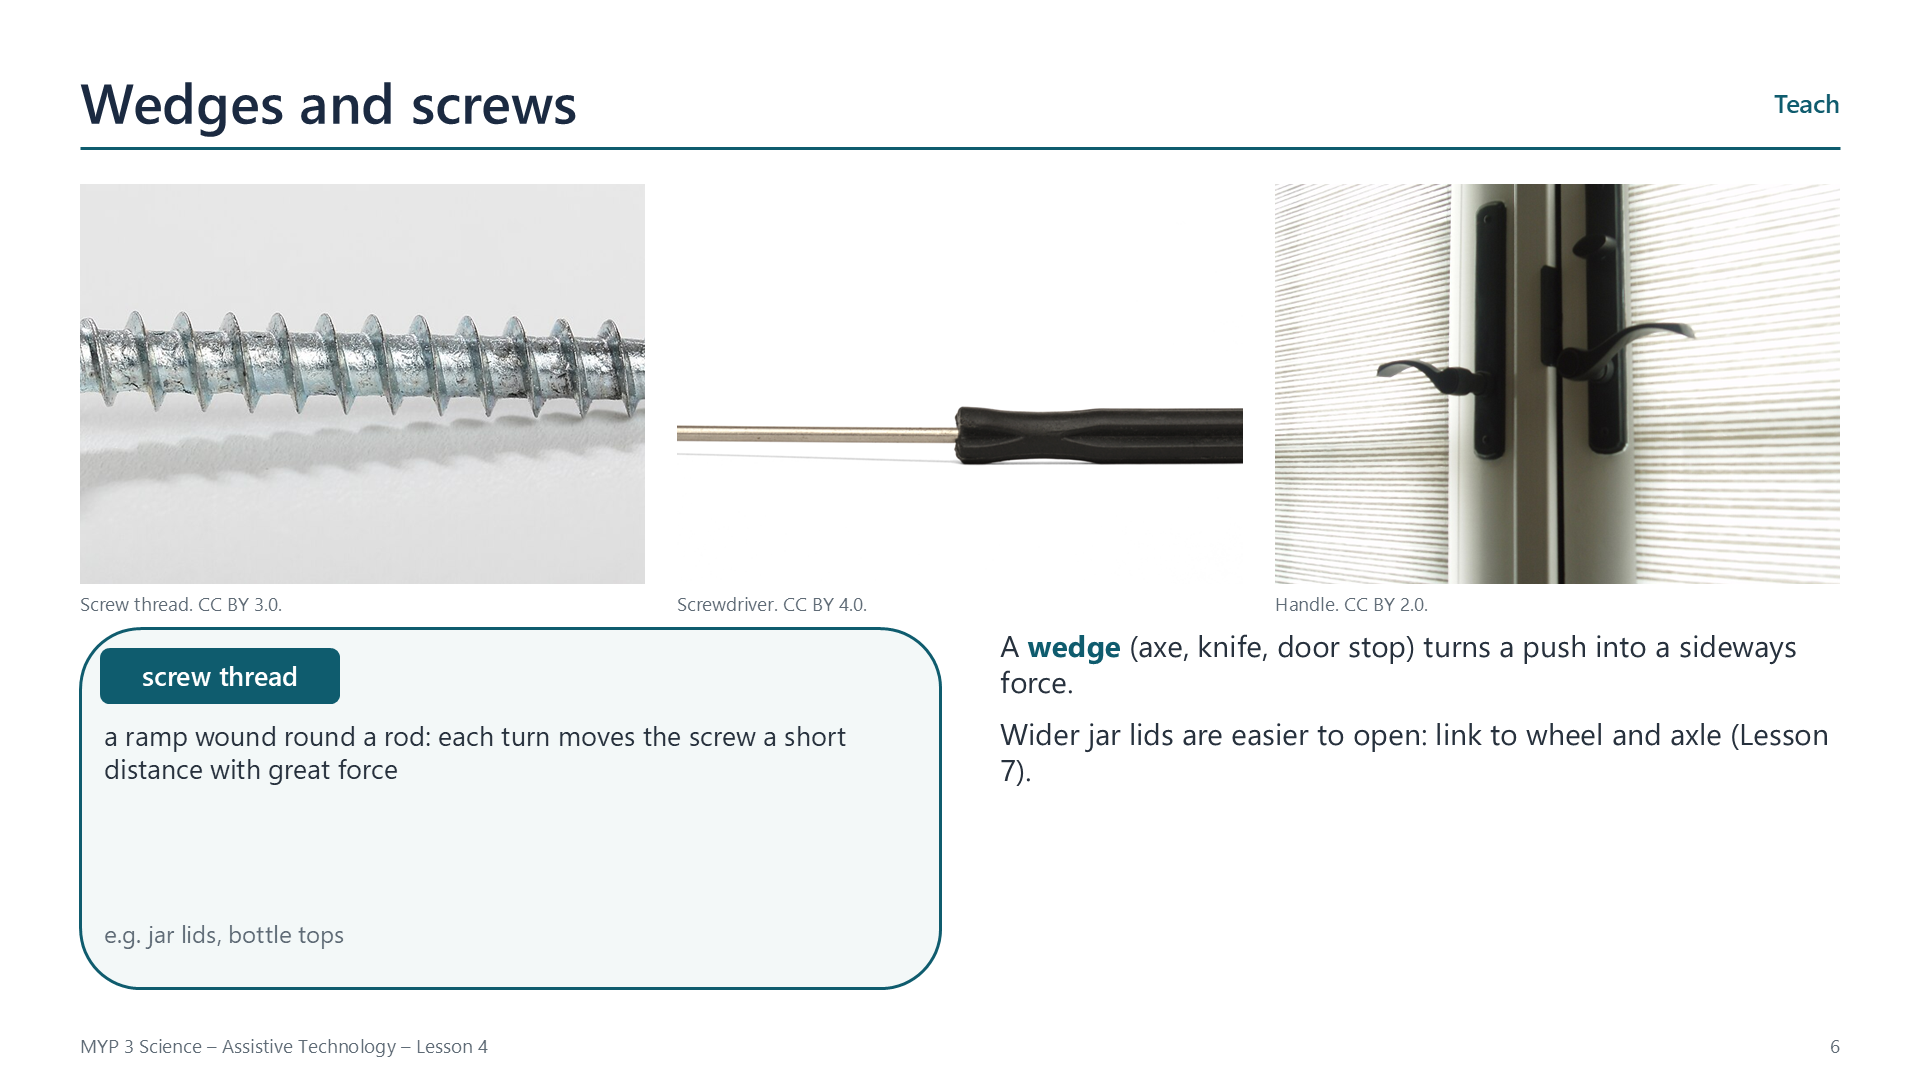 Wedges and screws
Teach
Screw thread. CC BY 3.0.
Screwdriver. CC BY 4.0.
Handle. CC BY 2.0.
screw thread
a ramp wound round a rod: each turn moves the screw a short
distance with great force
e.g. jar lids, bottle tops
A wedge (axe, knife, door stop) turns a push into a sideways
force.
Wider jar lids are easier to open: link to wheel and axle (Lesson
7).
MYP 3 Science – Assistive Technology – Lesson 4
6